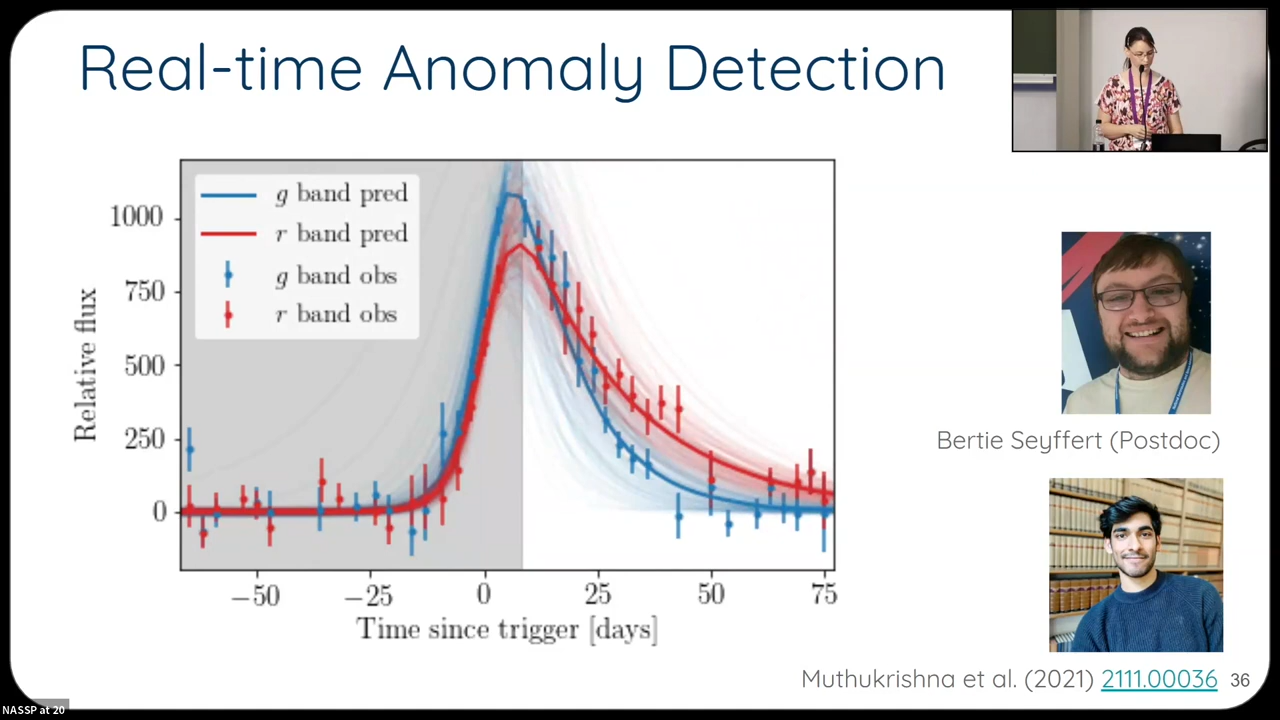 Real-time Anomaly Detection
g band pred
r band pred
g band obs
r band obs
1000
750
500
250
0
Relative flux
−50
−25
0
25
50
75
Time since trigger [days]
Bertie Seyffert (Postdoc)
Muthukrishna et al. (2021) 2111.00036
36
NASSP at 20